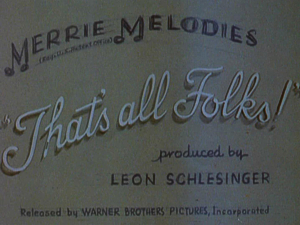 MERRIE MELODIES
"That's all Folks!"
produced by
LEON SCHLESINGER
Released by WARNER BROTHERS PICTURES, Incorporated